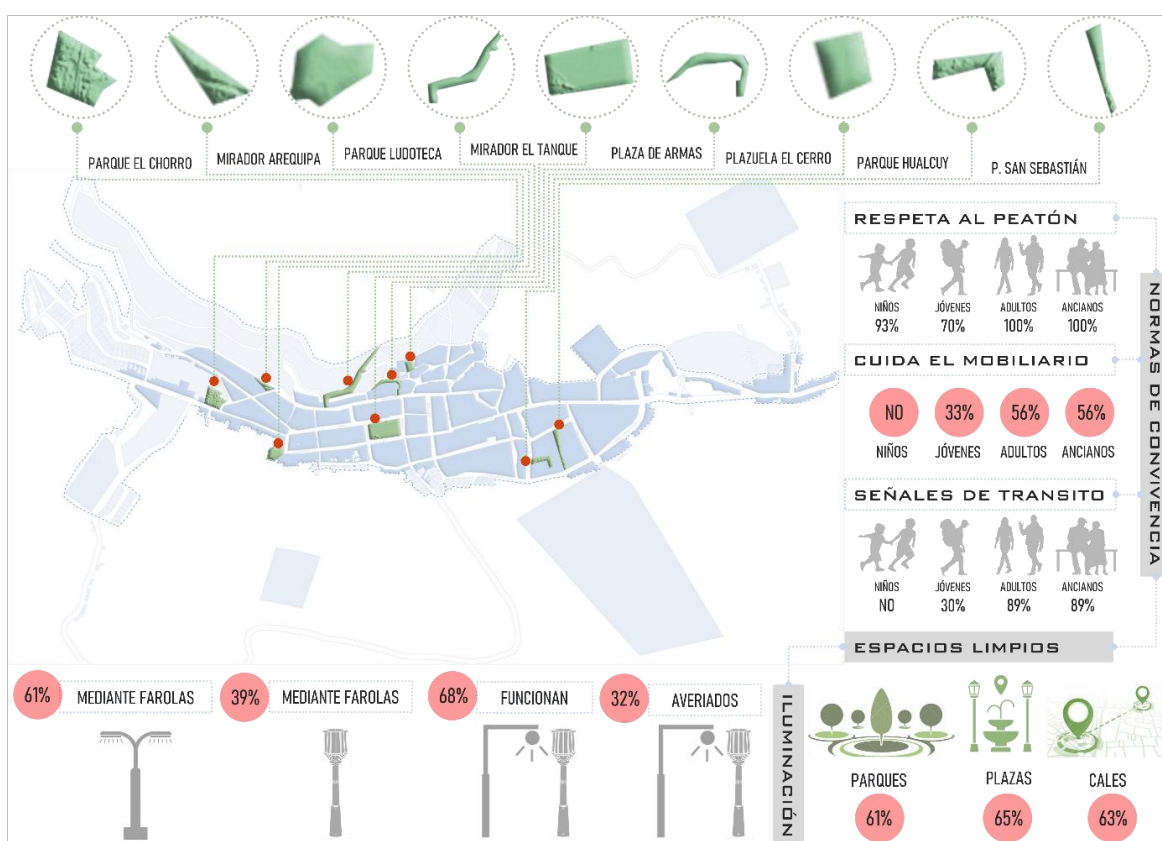 PARQUE EL CHORRO
MIRADOR AREQUIPA
PARQUE LUDOTECA
MIRADOR EL TANQUE
PLAZA DE ARMAS
PLAZUELA EL CERRO
PARQUE HUALCUY
P. SAN SEBASTIÁN
RESPETA AL PEATÓN
NIÑOS JÓVENES ADULTOS ANCIANOS
93% 70% 100% 100%
CUIDA EL MOBILIARIO
NO 33% 56% 56%
NIÑOS JÓVENES ADULTOS ANCIANOS
SEÑALES DE TRANSITO
NIÑOS JÓVENES ADULTOS ANCIANOS
NO 30% 89% 89%
NORMAS DE CONVIVENCIA
ESPACIOS LIMPIOS
PARQUES PLAZAS CALES
61% 65% 63%
ILUMINACIÓN
61% MEDIANTE FAROLAS
39% MEDIANTE FAROLAS
68% FUNCIONAN
32% AVERIADOS